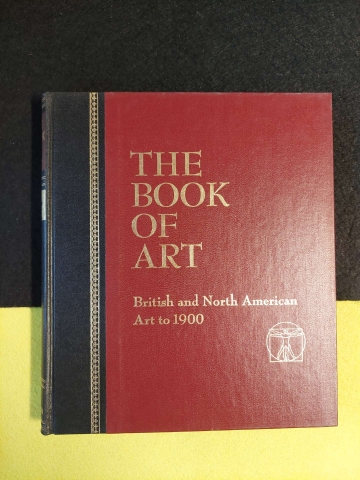 THE
BOOK
OF
ART
British and North American
Art to 1900